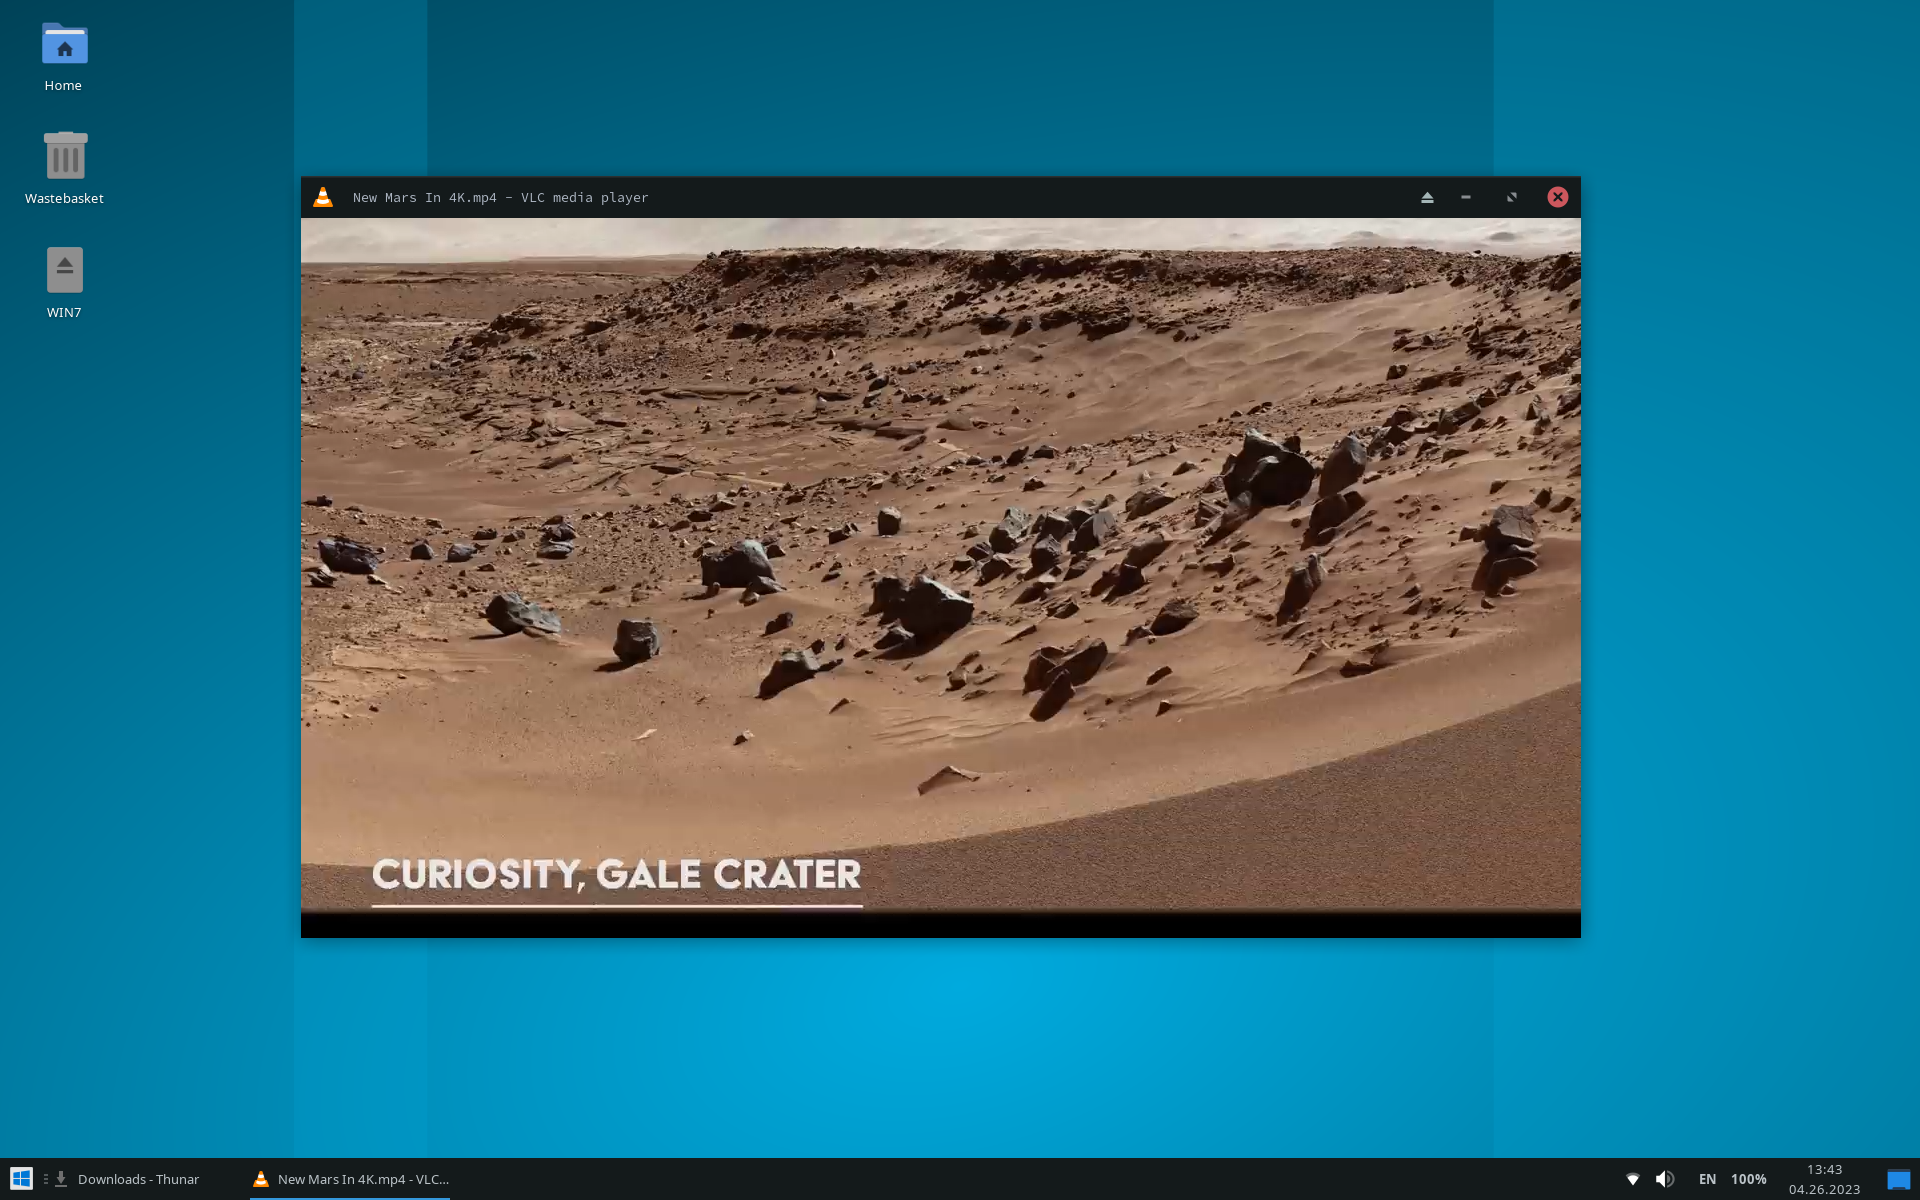 Home
Wastebasket
WIN7
New Mars In 4K.mp4 - VLC media player
CURIOSITY, GALE CRATER
Downloads - Thunar
New Mars In 4K.mp4 - VLC...
EN
100%
13:43
04.26.2023